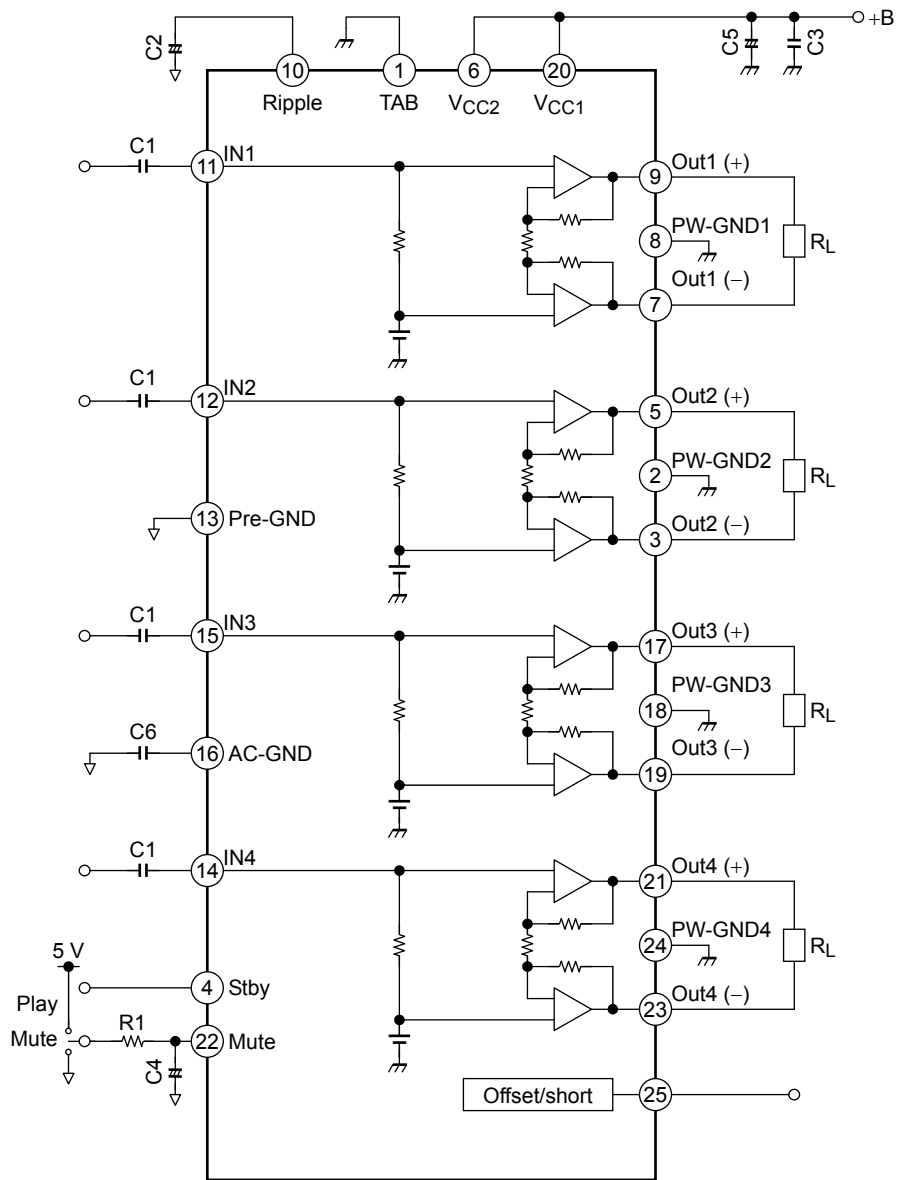 C2
C5
C3
+B
10
1
6
20
Ripple
TAB
VCC2
VCC1
C1
11
IN1
9
Out1 (+)
8
PW-GND1
RL
7
Out1 (−)
C1
12
IN2
5
Out2 (+)
2
PW-GND2
RL
3
Out2 (−)
13
Pre-GND
C1
15
IN3
17
Out3 (+)
18
PW-GND3
RL
19
Out3 (−)
C6
16
AC-GND
C1
14
IN4
21
Out4 (+)
24
PW-GND4
RL
23
Out4 (−)
5 V
Play
4
Stby
Mute
R1
22
Mute
C4
Offset/short
25